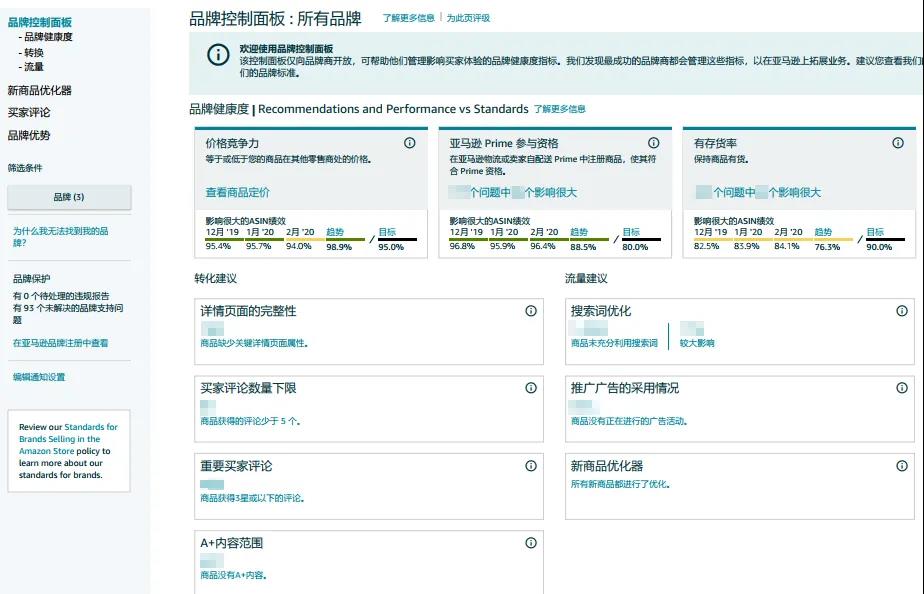 品牌控制面板
- 品牌健康度
- 转换
- 流量
新商品优化器
买家评论
品牌优势
筛选条件
品牌 (3)
为什么我无法找到我的品
牌?
品牌保护
有 0 个待处理的违规报告
有 93 个未解决的品牌支持问
题
在亚马逊品牌注册中查看
编辑通知设置
Review our Standards for
Brands Selling in the
Amazon Store policy to
learn more about our
standards for brands.
品牌控制面板 : 所有品牌 了解更多信息 | 为此页评级
欢迎使用品牌控制面板
该控制面板仅向品牌商开放，可帮助他们管理影响买家体验的品牌健康度指标。我们发现最成功的品牌商都会管理这些指标，以在亚马逊上拓展业务。建议您查看我们
们的品牌标准。
品牌健康度 | Recommendations and Performance vs Standards 了解更多信息
价格竞争力
等于或低于您的商品在其他零售商处的价格。
查看商品定价
影响很大的ASIN绩效
12月 '19 1月 '20 2月 '20 趋势 / 目标
95.4% 95.7% 94.0% 98.9% 95.0%
亚马逊 Prime 参与资格
在亚马逊物流或卖家自配送 Prime 中注册商品，使其符
合 Prime 资格。
个问题中 个影响很大
影响很大的ASIN绩效
12月 '19 1月 '20 2月 '20 趋势 / 目标
96.8% 95.9% 96.4% 88.5% 80.0%
有存货率
保持商品有货。
个问题中 个影响很大
影响很大的ASIN绩效
12月 '19 1月 '20 2月 '20 趋势 / 目标
82.5% 83.9% 84.1% 76.3% 90.0%
转化建议
详情页面的完整性
商品缺少关键详情页面属性。
买家评论数量下限
商品获得的评论少于 5 个。
重要买家评论
商品获得3星或以下的评论。
A+内容范围
商品没有A+内容。
流量建议
搜索词优化
商品未充分利用搜索词 | 较大影响
推广广告的采用情况
商品没有正在进行的广告活动。
新商品优化器
所有新商品都进行了优化。